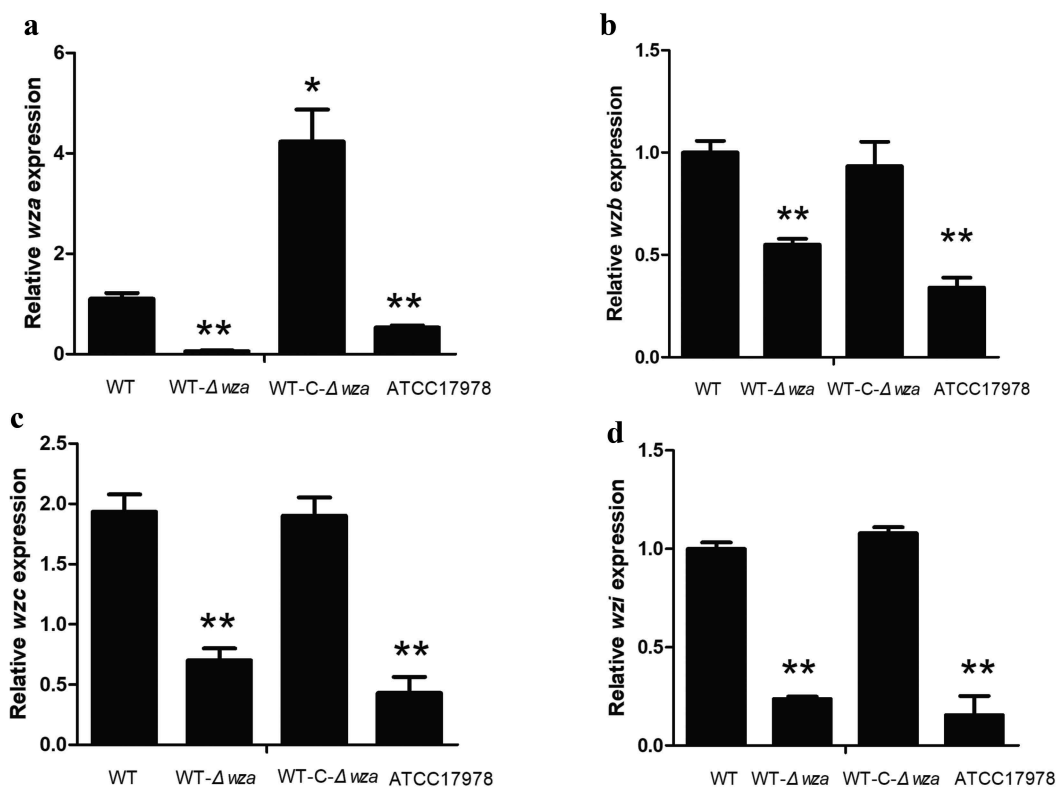 a
Relative wza expression
6
4
2
0
*
**
**
WT
WT-Δwza
WT-C-Δwza
ATCC17978
b
Relative wzb expression
1.5
1.0
0.5
0.0
**
**
WT
WT-Δwza
WT-C-Δwza
ATCC17978
c
Relative wzc expression
2.5
2.0
1.5
1.0
0.5
0.0
**
**
WT
WT-Δwza
WT-C-Δwza
ATCC17978
d
Relative wzi expression
1.5
1.0
0.5
0.0
**
**
WT
WT-Δwza
WT-C-Δwza
ATCC17978